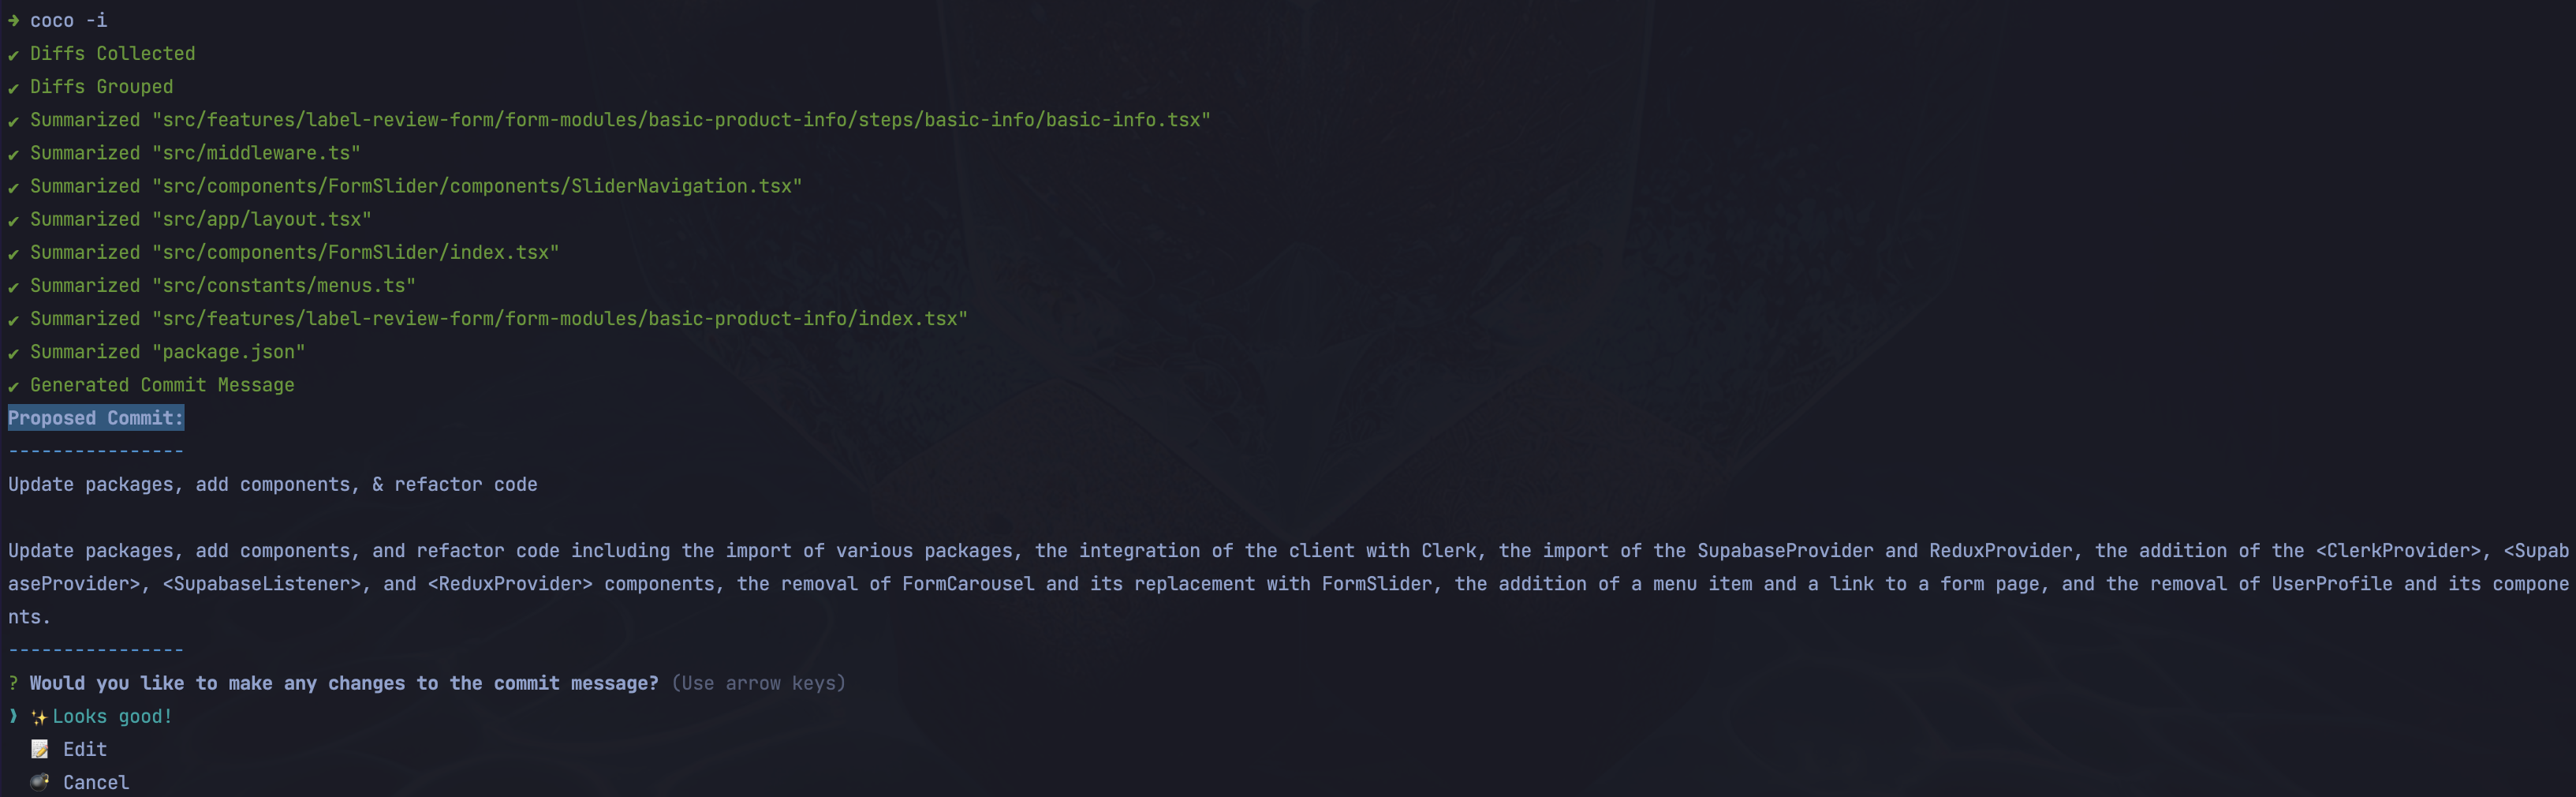 → coco -i
✔ Diffs Collected
✔ Diffs Grouped
✔ Summarized "src/features/label-review-form/form-modules/basic-product-info/steps/basic-info/basic-info.tsx"
✔ Summarized "src/middleware.ts"
✔ Summarized "src/components/FormSlider/components/SliderNavigation.tsx"
✔ Summarized "src/app/layout.tsx"
✔ Summarized "src/components/FormSlider/index.tsx"
✔ Summarized "src/constants/menus.ts"
✔ Summarized "src/features/label-review-form/form-modules/basic-product-info/index.tsx"
✔ Summarized "package.json"
✔ Generated Commit Message
Proposed Commit:
----------------
Update packages, add components, & refactor code
Update packages, add components, and refactor code including the import of various packages, the integration of the client with Clerk, the import of the SupabaseProvider and ReduxProvider, the addition of the <ClerkProvider>, <Supab
aseProvider>, <SupabaseListener>, and <ReduxProvider> components, the removal of FormCarousel and its replacement with FormSlider, the addition of a menu item and a link to a form page, and the removal of UserProfile and its compone
nts.
----------------
? Would you like to make any changes to the commit message? (Use arrow keys)
❯ ✨Looks good!
📝 Edit
💣 Cancel